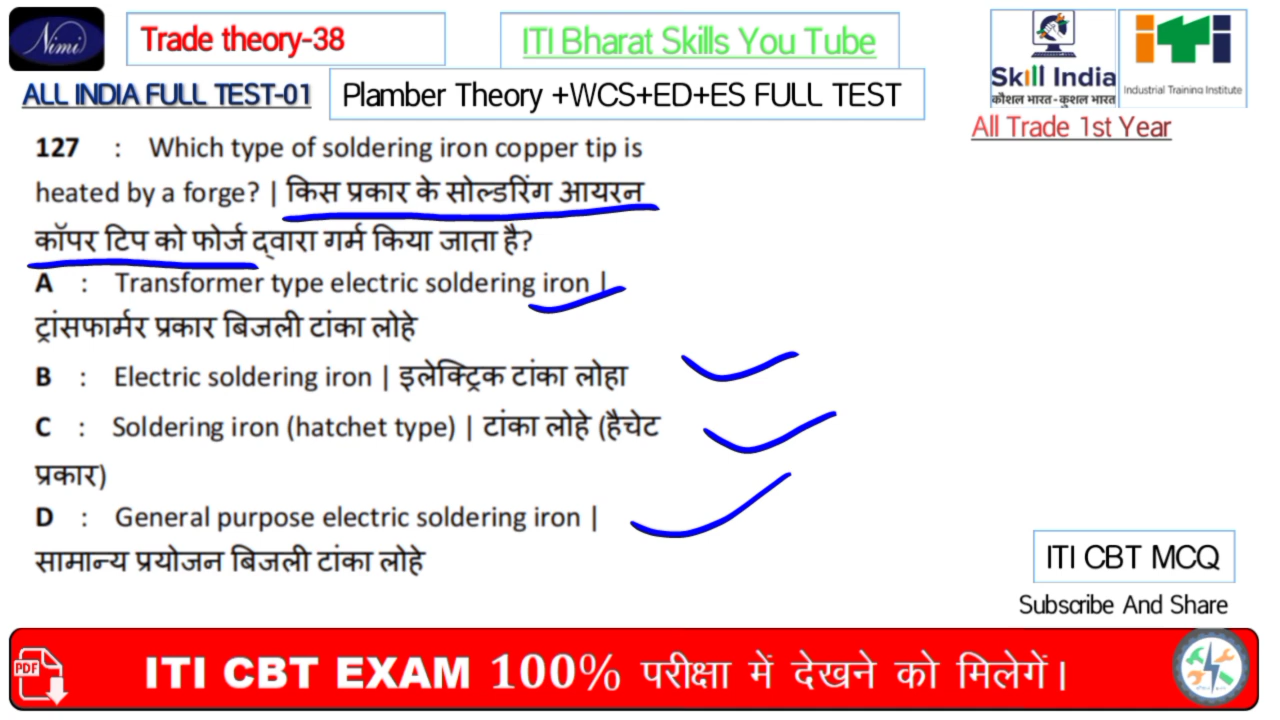 Nimi
Trade theory-38
ITI Bharat Skills You Tube
Skill India
कौशल भारत-कुशल भारत
iTi
Industrial Training Institute
ALL INDIA FULL TEST-01
Plamber Theory +WCS+ED+ES FULL TEST
All Trade 1st Year
127 : Which type of soldering iron copper tip is
heated by a forge? | किस प्रकार के सोल्डरिंग आयरन
कॉपर टिप को फोर्ज द्वारा गर्म किया जाता है?
A : Transformer type electric soldering iron |
ट्रांसफार्मर प्रकार बिजली टांका लोहे
B : Electric soldering iron | इलेक्ट्रिक टांका लोहा
C : Soldering iron (hatchet type) | टांका लोहे (हैचेट
प्रकार)
D : General purpose electric soldering iron |
सामान्य प्रयोजन बिजली टांका लोहे
ITI CBT MCQ
Subscribe And Share
PDF
ITI CBT EXAM 100% परीक्षा में देखने को मिलेगें।